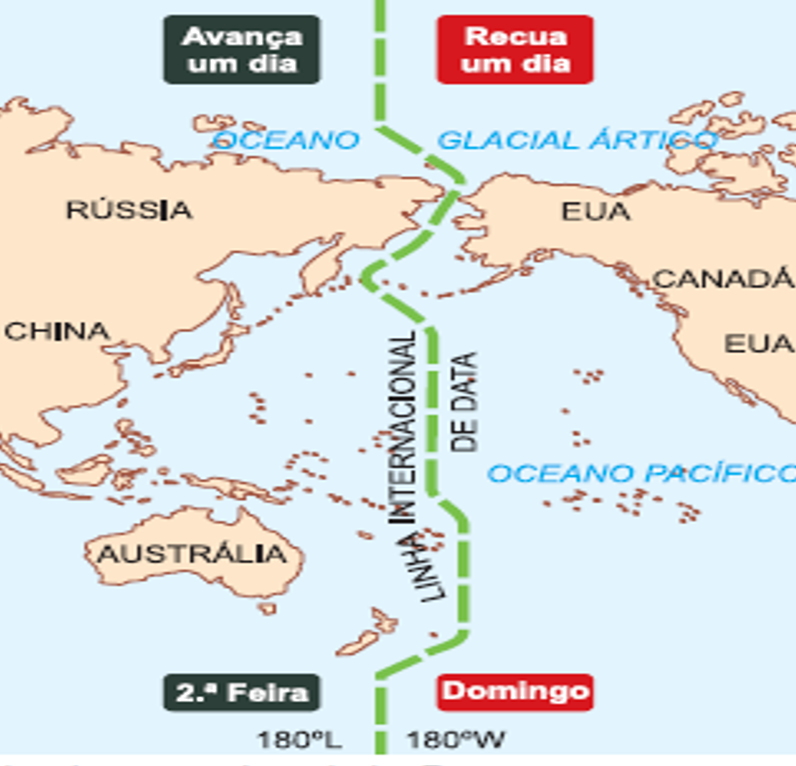 Avança
um dia
Recua
um dia
OCEANO GLACIAL ÁRTICO
RÚSSIA
EUA
CANADÁ
CHINA
EUA
LINHA INTERNACIONAL
DE DATA
OCEANO PACÍFICO
AUSTRÁLIA
2.ª Feira
Domingo
180ºL
180ºW